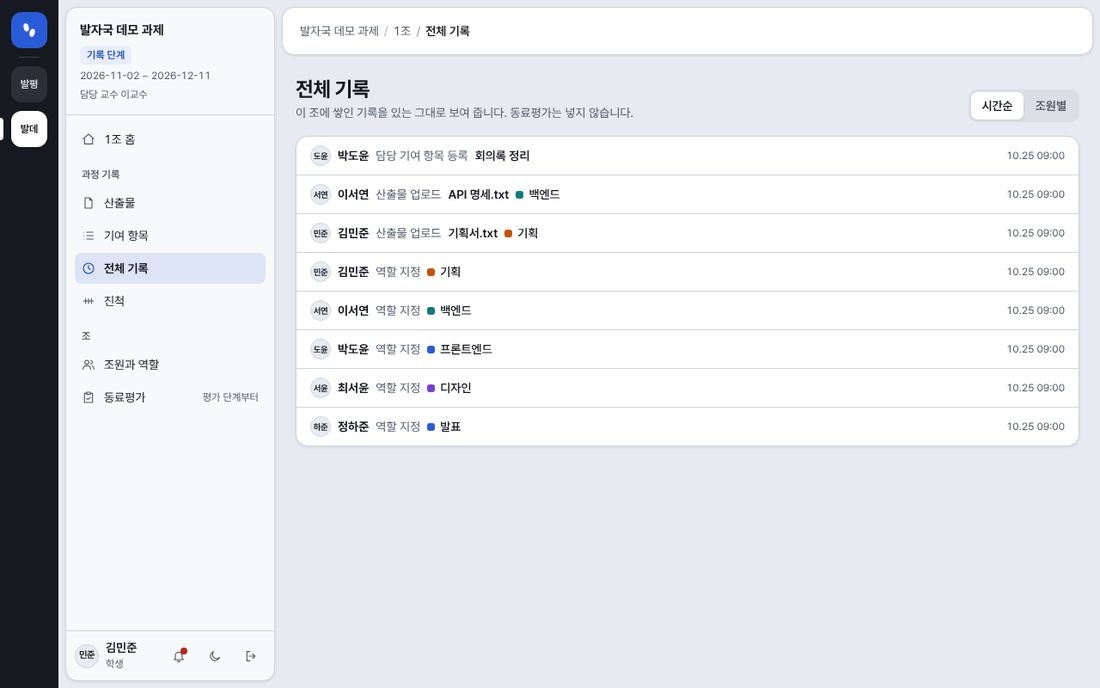 발평
발데
발자국 데모 과제
기록 단계
2026-11-02 ~ 2026-12-11
담당 교수 이교수
1조 홈
과정 기록
산출물
기여 항목
전체 기록
진척
조
조원과 역할
동료평가 평가 단계부터
민준 김민준
학생
발자국 데모 과제 / 1조 / 전체 기록
전체 기록
이 조에 쌓인 기록을 있는 그대로 보여 줍니다. 동료평가는 넣지 않습니다.
시간순 조원별
도윤 박도윤 담당 기여 항목 등록 회의록 정리 10.25 09:00
서연 이서연 산출물 업로드 API 명세.txt 백엔드 10.25 09:00
민준 김민준 산출물 업로드 기획서.txt 기획 10.25 09:00
민준 김민준 역할 지정 기획 10.25 09:00
서연 이서연 역할 지정 백엔드 10.25 09:00
도윤 박도윤 역할 지정 프론트엔드 10.25 09:00
서윤 최서윤 역할 지정 디자인 10.25 09:00
하준 정하준 역할 지정 발표 10.25 09:00